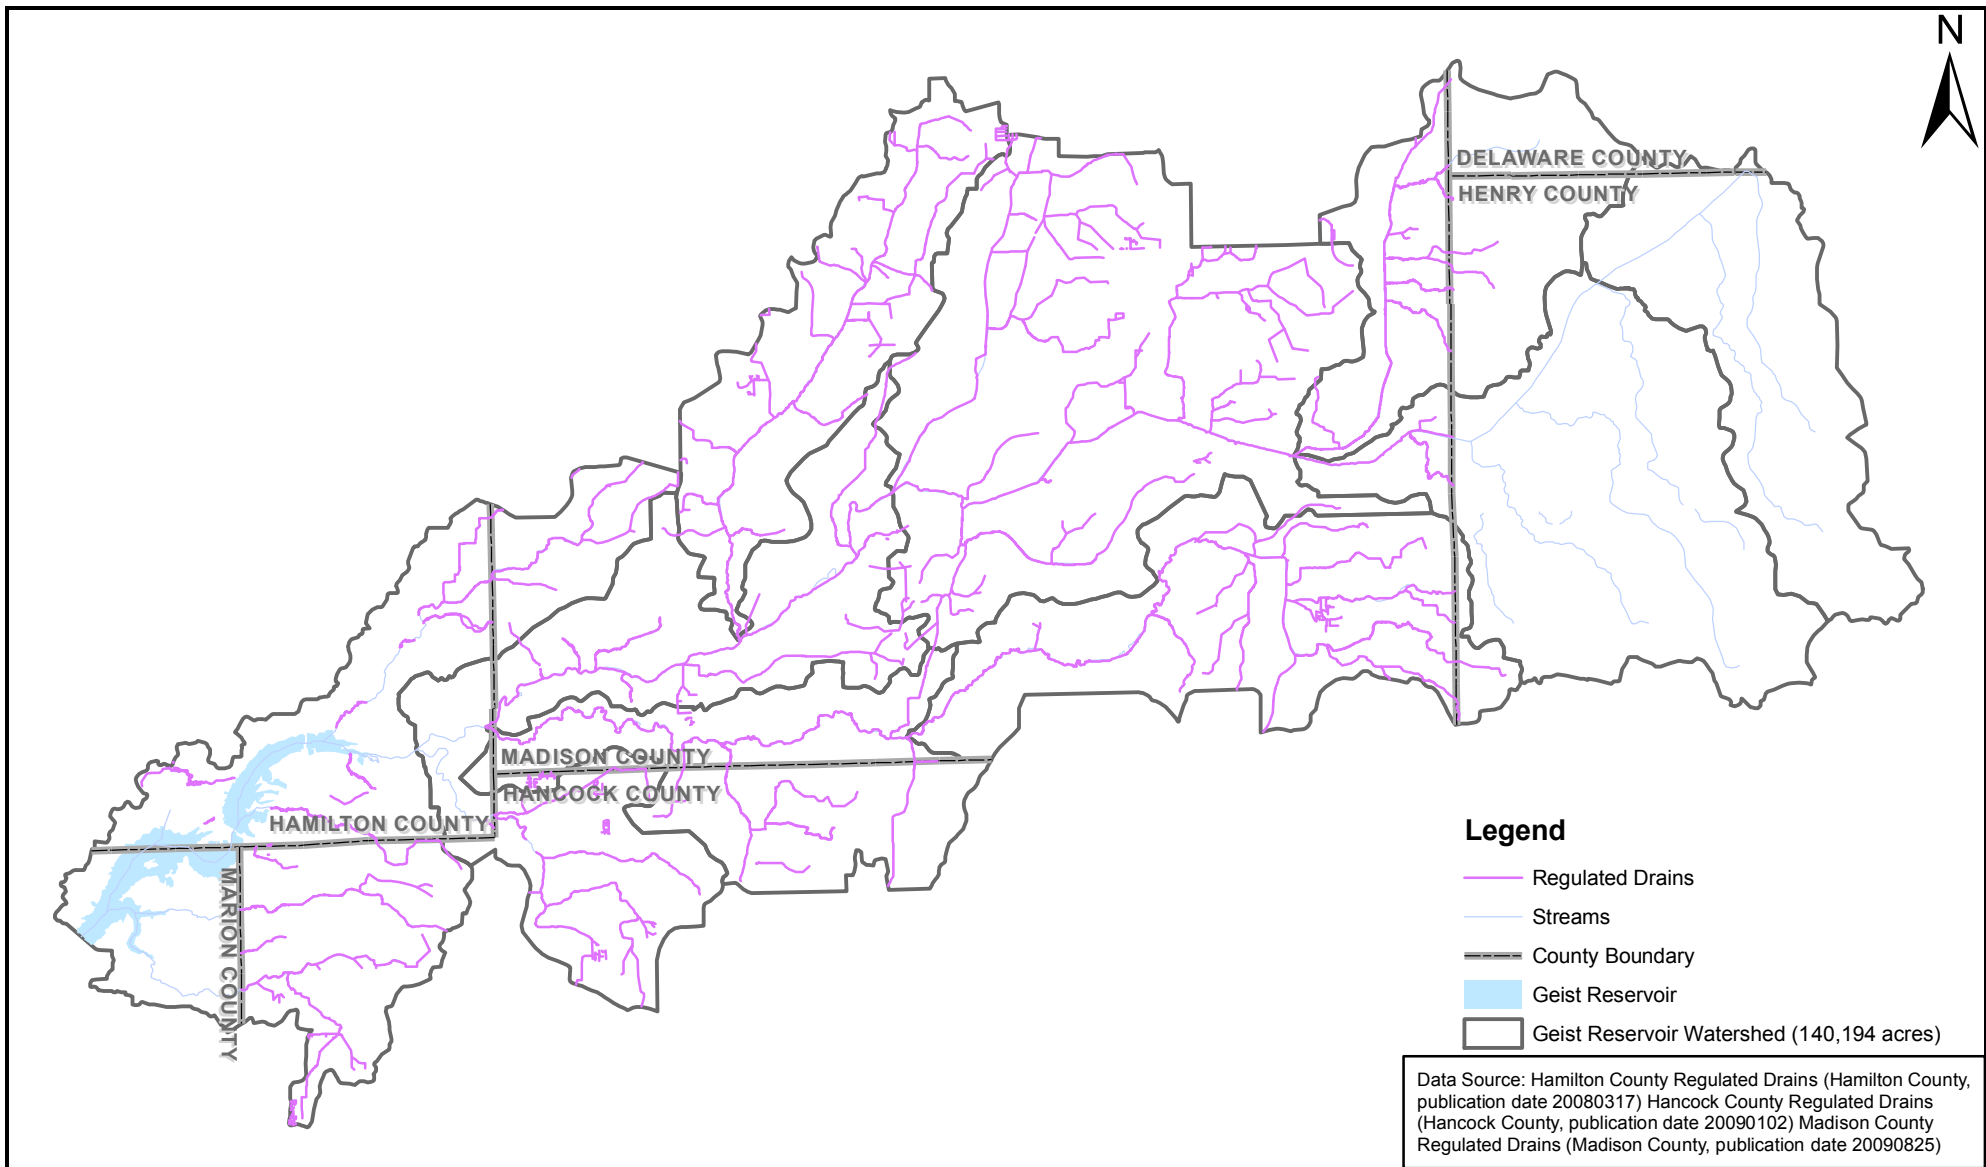 N
DELAWARE COUNTY
HENRY COUNTY
MADISON COUNTY
HANCOCK COUNTY
HAMILTON COUNTY
MARION COUNTY
Legend
Regulated Drains
Streams
County Boundary
Geist Reservoir
Geist Reservoir Watershed (140,194 acres)
Data Source: Hamilton County Regulated Drains (Hamilton County,
publication date 20080317) Hancock County Regulated Drains
(Hancock County, publication date 20090102) Madison County
Regulated Drains (Madison County, publication date 20090825)